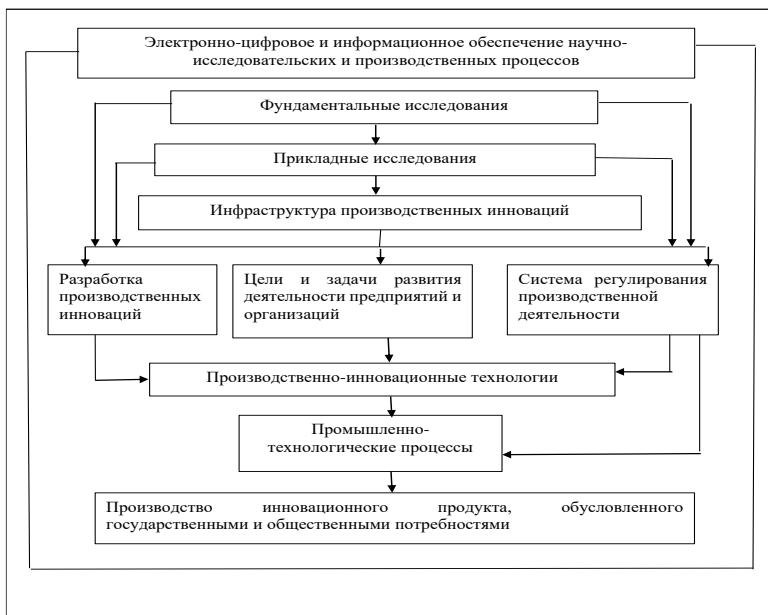 Электронно-цифровое и информационное обеспечение научно-
исследовательских и производственных процессов
Фундаментальные исследования
Прикладные исследования
Инфраструктура производственных инноваций
Разработка
производственных
инноваций
Цели и задачи развития
деятельности предприятий и
организаций
Система регулирования
производственной
деятельности
Производственно-инновационные технологии
Промышленно-
технологические процессы
Производство инновационного продукта, обусловленного
государственными и общественными потребностями